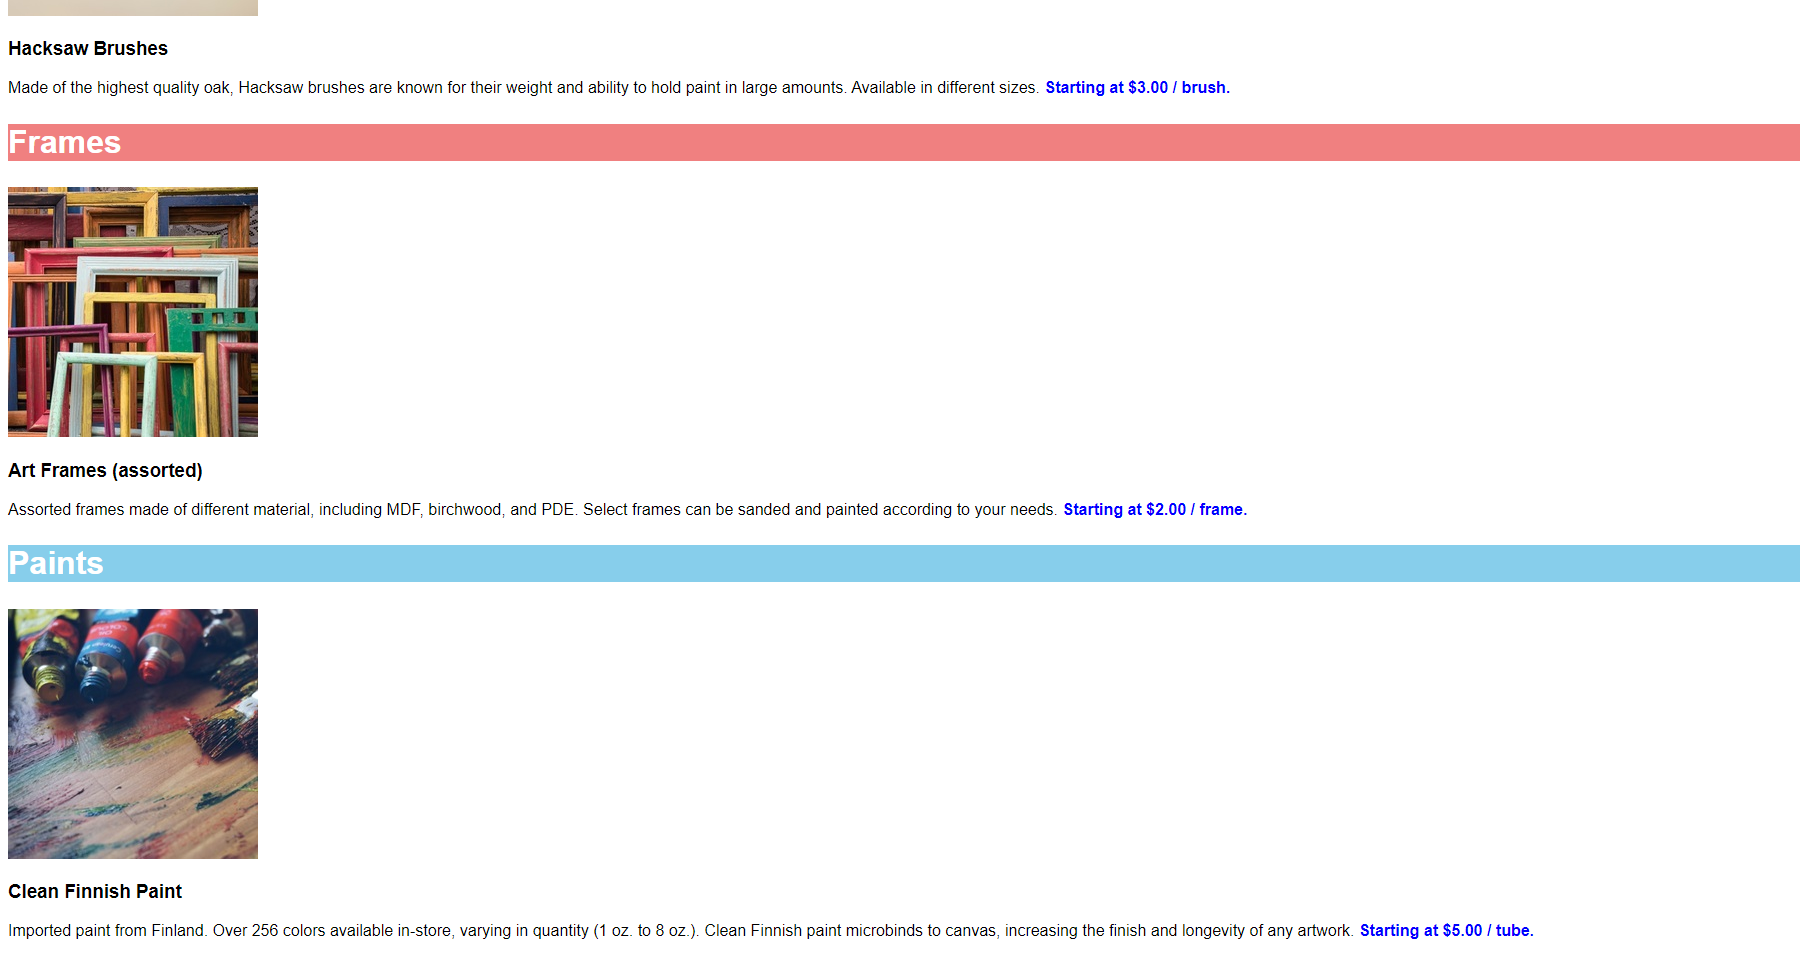 Hacksaw Brushes
Made of the highest quality oak, Hacksaw brushes are known for their weight and ability to hold paint in large amounts. Available in different sizes. Starting at $3.00 / brush.
Frames
Art Frames (assorted)
Assorted frames made of different material, including MDF, birchwood, and PDE. Select frames can be sanded and painted according to your needs. Starting at $2.00 / frame.
Paints
Clean Finnish Paint
Imported paint from Finland. Over 256 colors available in-store, varying in quantity (1 oz. to 8 oz.). Clean Finnish paint microbinds to canvas, increasing the finish and longevity of any artwork. Starting at $5.00 / tube.